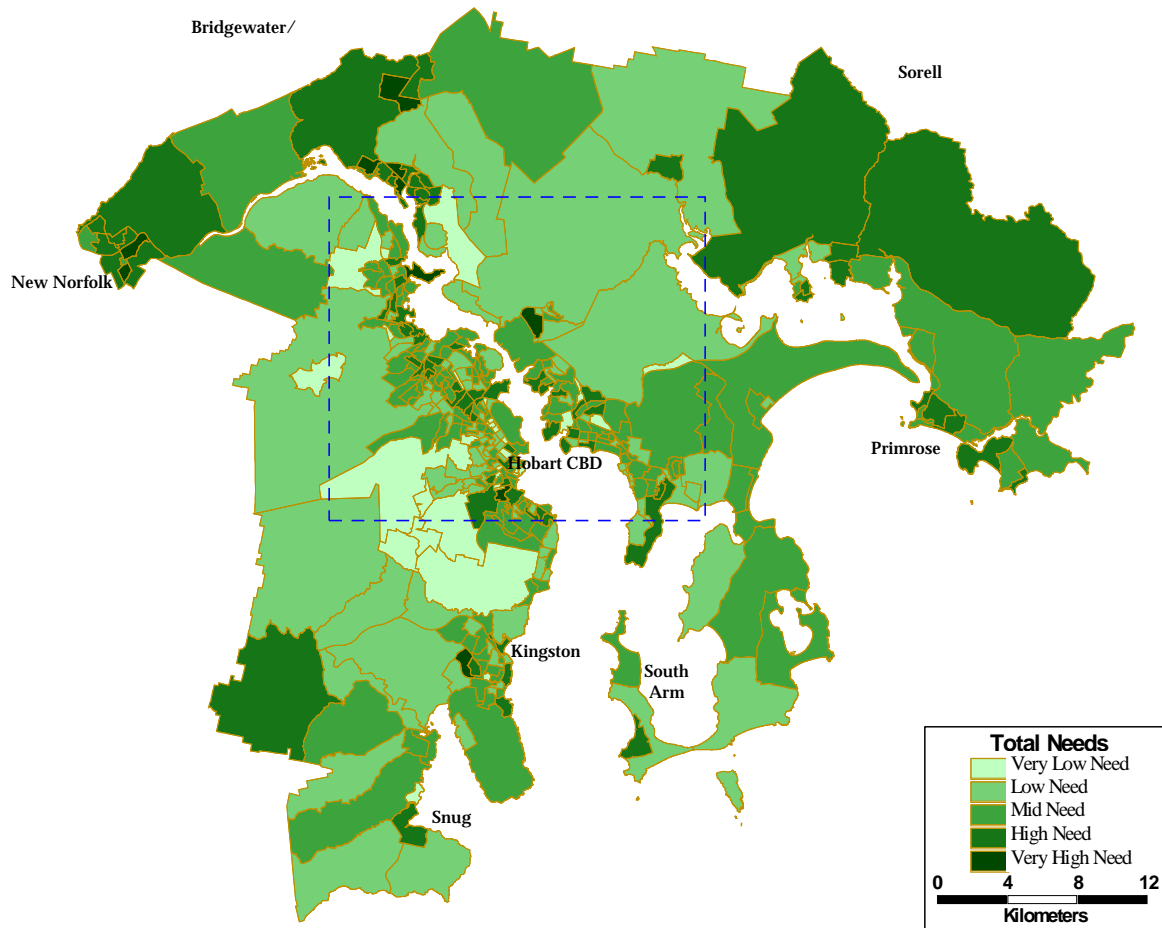 Bridgewater/
Sorell
New Norfolk
Primrose
Hobart CBD
Kingston
South
Arm
Snug
Total Needs
Very Low Need
Low Need
Mid Need
High Need
Very High Need
0 4 8 12
Kilometers